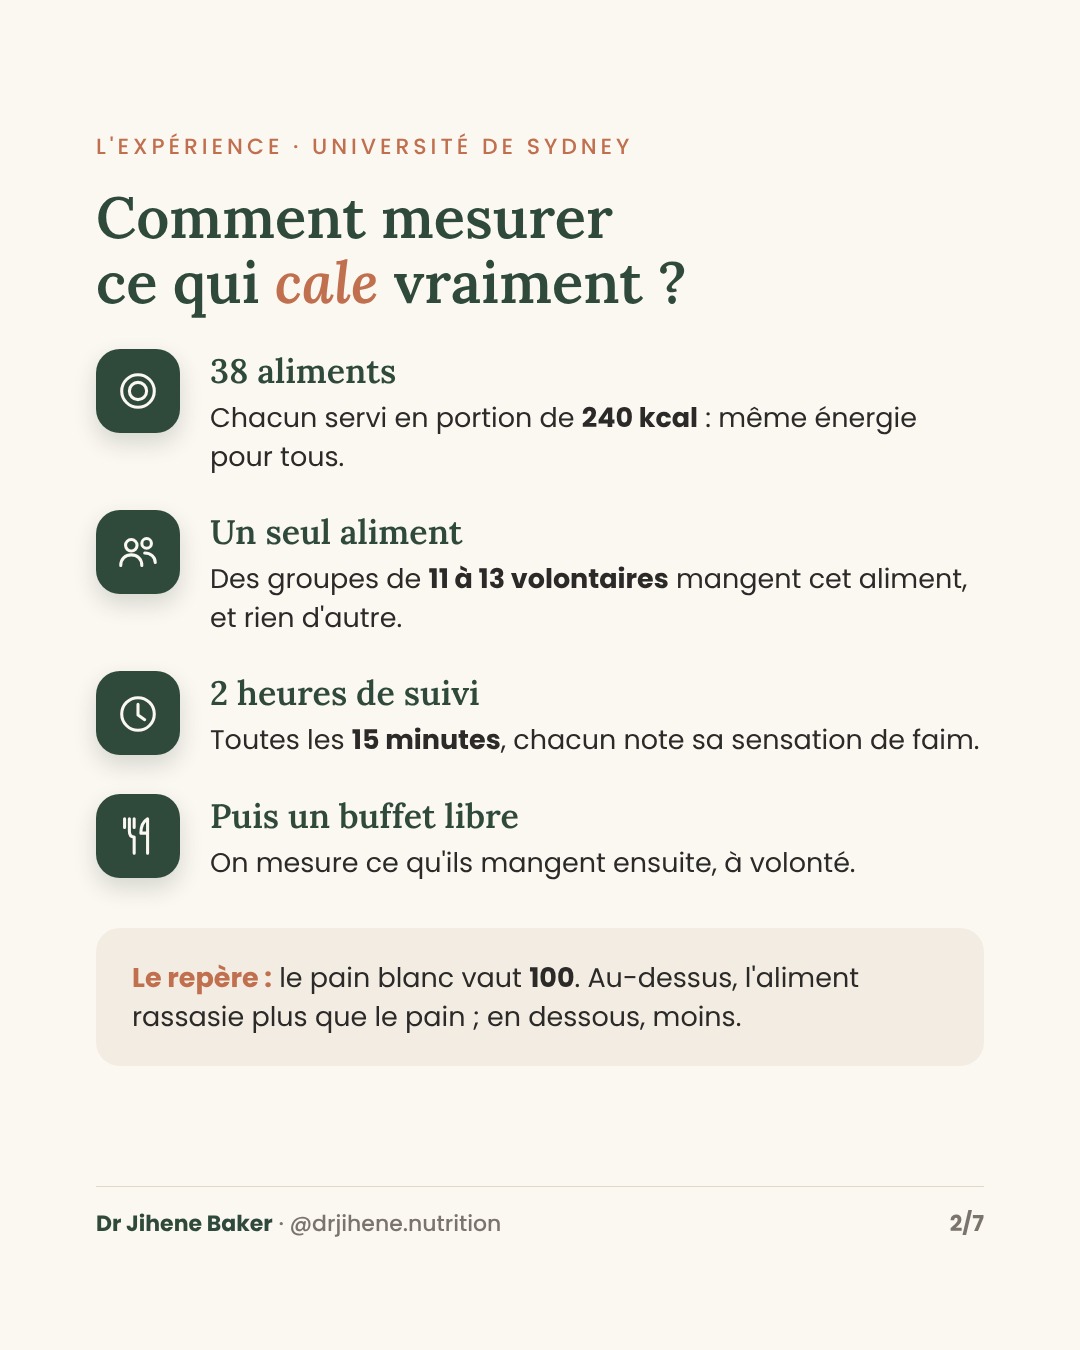 L'EXPÉRIENCE · UNIVERSITÉ DE SYDNEY
Comment mesurer
ce qui cale vraiment ?
38 aliments
Chacun servi en portion de 240 kcal : même énergie
pour tous.
Un seul aliment
Des groupes de 11 à 13 volontaires mangent cet aliment,
et rien d'autre.
2 heures de suivi
Toutes les 15 minutes, chacun note sa sensation de faim.
Puis un buffet libre
On mesure ce qu'ils mangent ensuite, à volonté.
Le repère : le pain blanc vaut 100. Au-dessus, l'aliment
rassasie plus que le pain ; en dessous, moins.
Dr Jihene Baker · @drjihene.nutrition
2/7